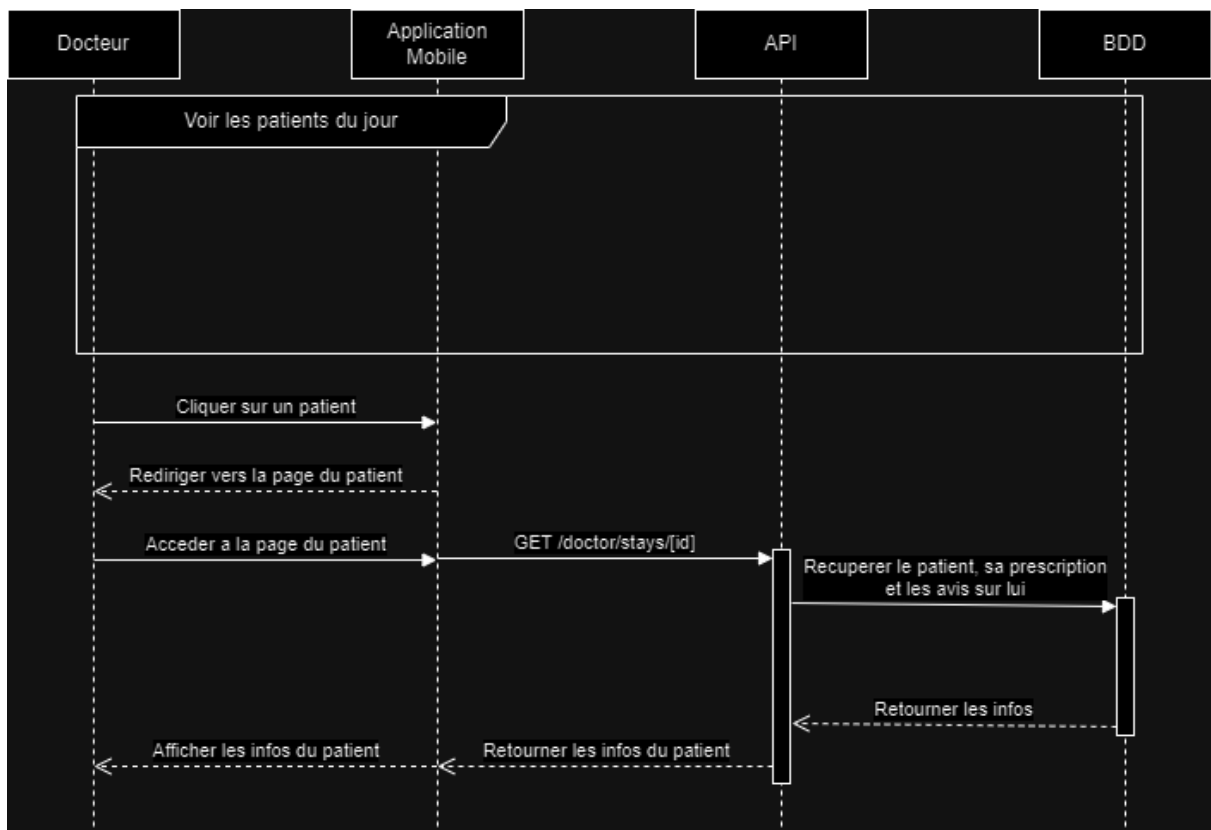 Docteur
Application
Mobile
API
BDD
Voir les patients du jour
Cliquer sur un patient
Rediriger vers la page du patient
Acceder a la page du patient
GET /doctor/stays/[id]
Recuperer le patient, sa prescription
et les avis sur lui
Retourner les infos
Afficher les infos du patient
Retourner les infos du patient